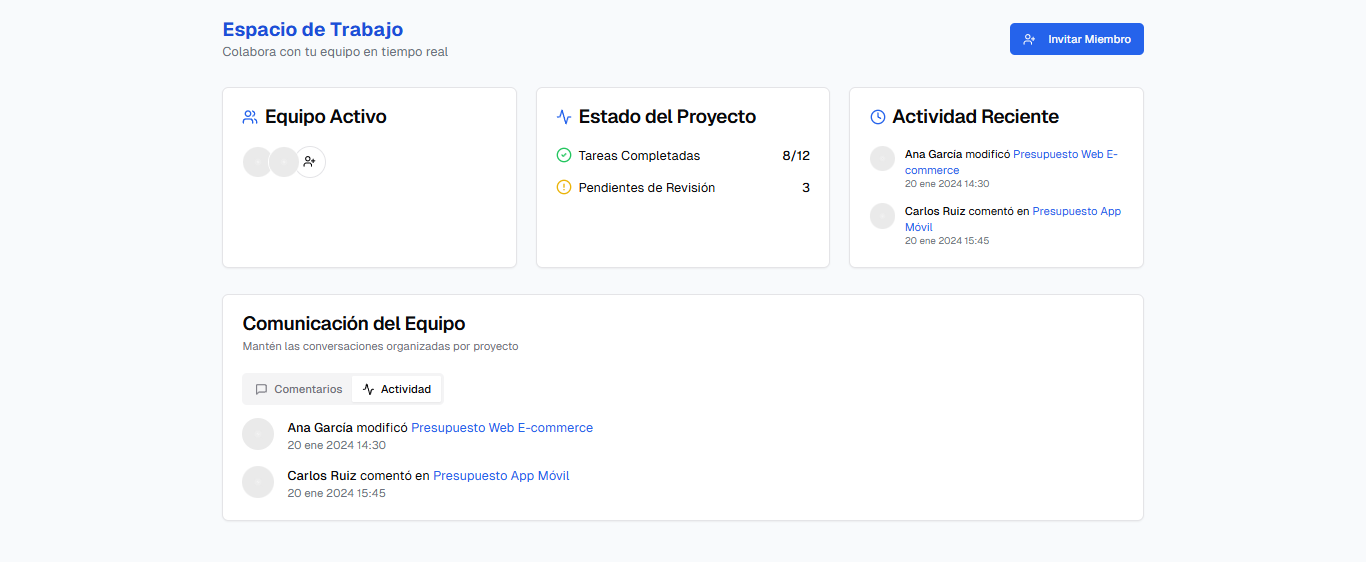 Espacio de Trabajo
Colabora con tu equipo en tiempo real
Invitar Miembro
Equipo Activo
Estado del Proyecto
Tareas Completadas 8/12
Pendientes de Revisión 3
Actividad Reciente
Ana García modificó Presupuesto Web E-
commerce
20 ene 2024 14:30
Carlos Ruiz comentó en Presupuesto App
Móvil
20 ene 2024 15:45
Comunicación del Equipo
Mantén las conversaciones organizadas por proyecto
Comentarios Actividad
Ana García modificó Presupuesto Web E-commerce
20 ene 2024 14:30
Carlos Ruiz comentó en Presupuesto App Móvil
20 ene 2024 15:45